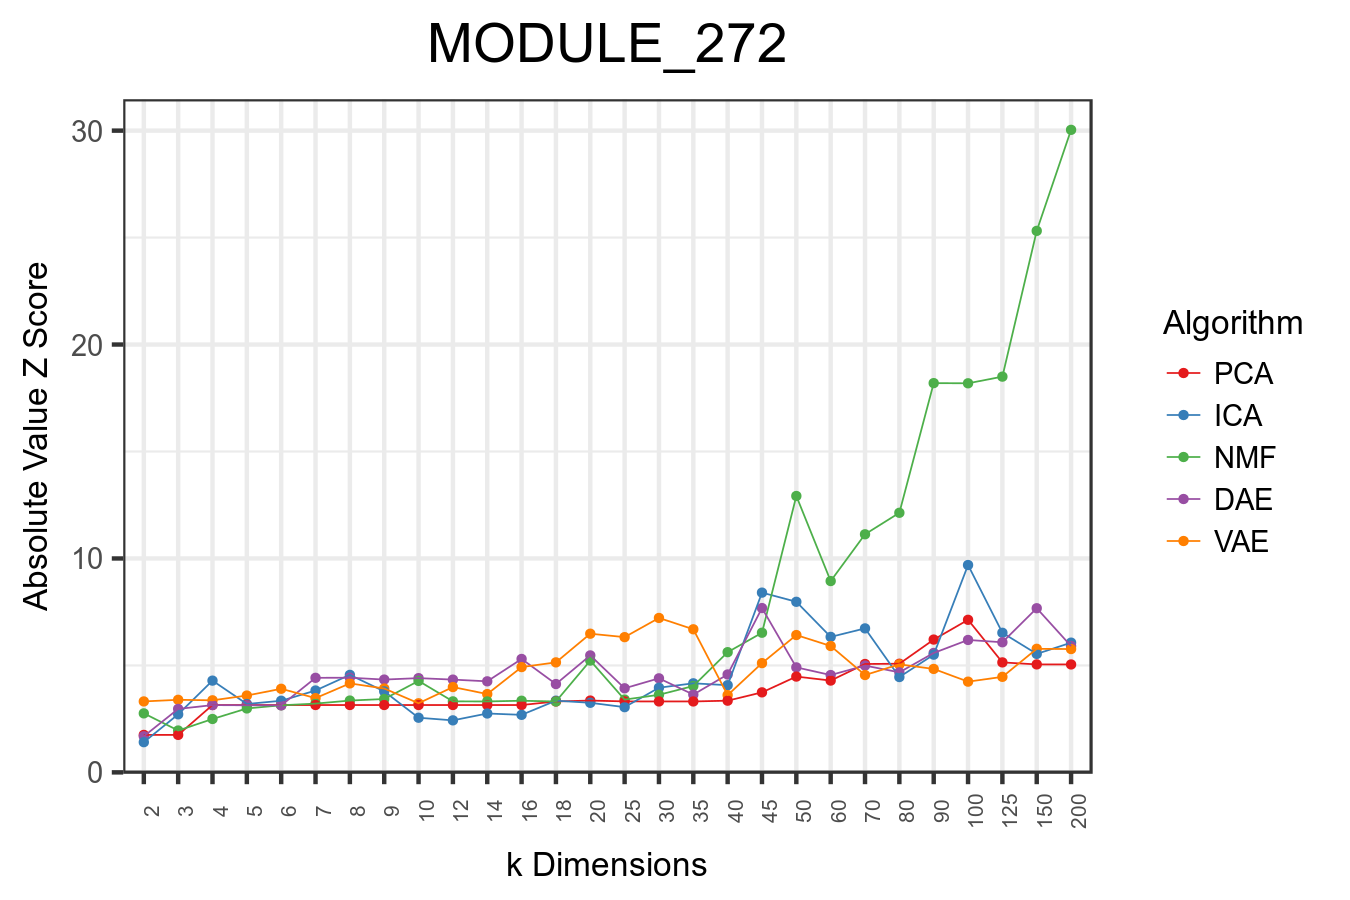 MODULE_272
Absolute Value Z Score
30
20
10
0
2 3 4 5 6 7 8 9 10 12 14 16 18 20 25 30 35 40 45 50 60 70 80 90 100 125 150 200
k Dimensions
Algorithm
PCA
ICA
NMF
DAE
VAE